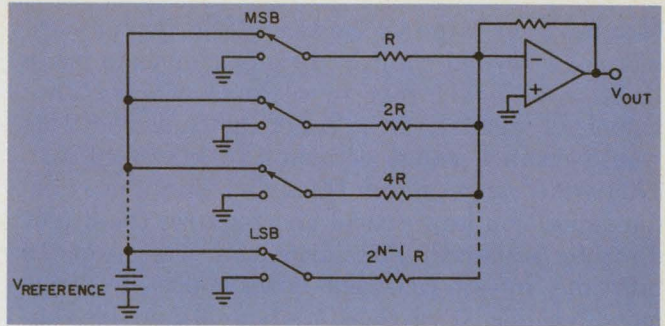 MSB
R
−
+
V_OUT
2R
4R
LSB
2^{N-1} R
V_REFERENCE